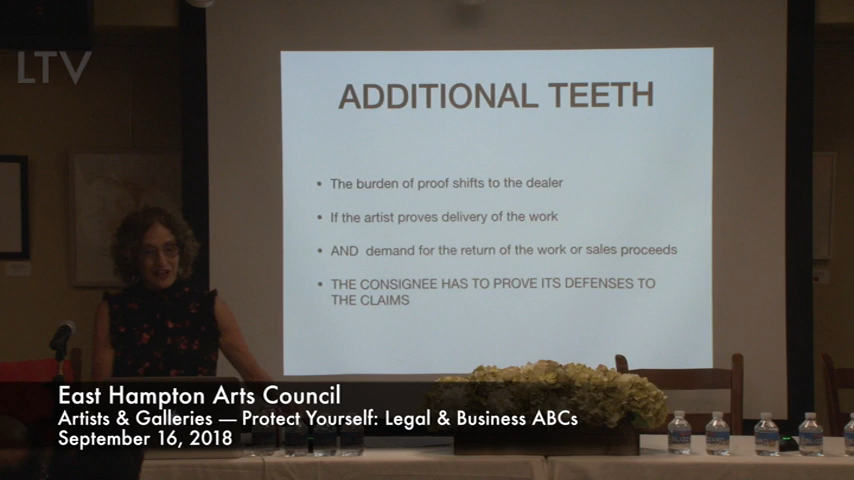 LTV
ADDITIONAL TEETH
• The burden of proof shifts to the dealer
• If the artist proves delivery of the work
• AND demand for the return of the work or sales proceeds
• THE CONSIGNEE HAS TO PROVE ITS DEFENSES TO
THE CLAIMS
East Hampton Arts Council
Artists & Galleries — Protect Yourself: Legal & Business ABCs
September 16, 2018